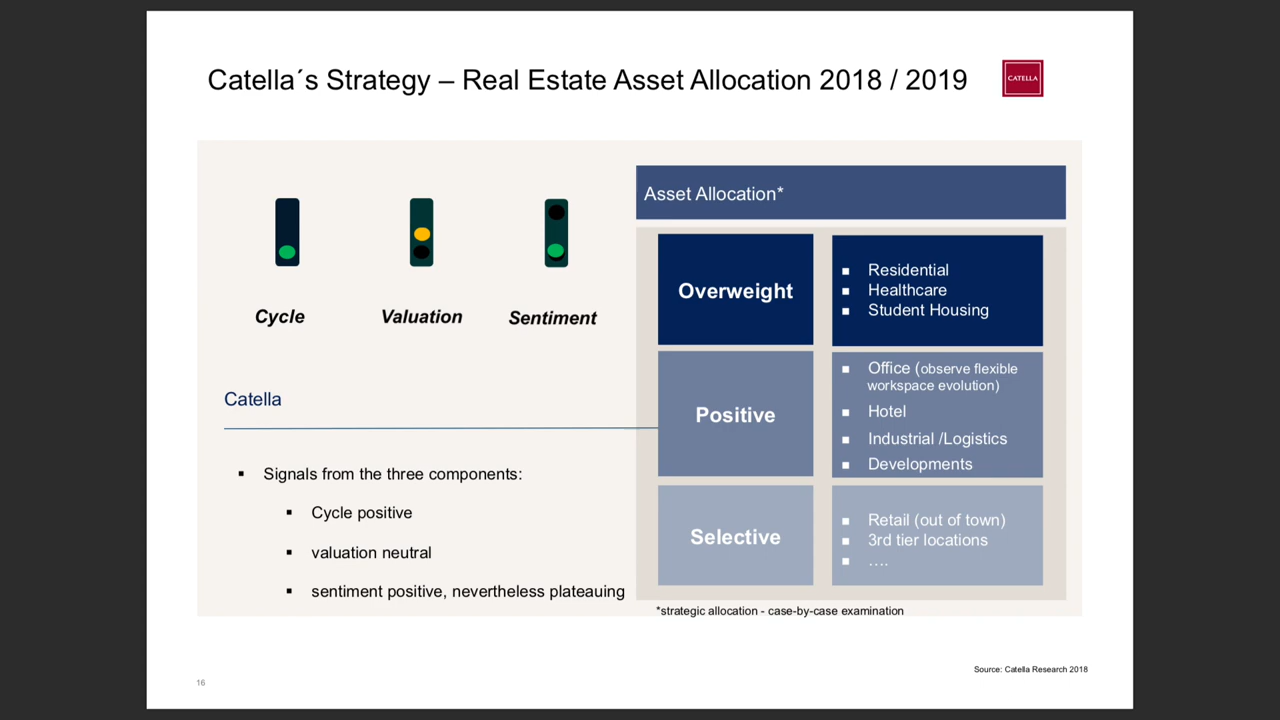 Catella´s Strategy – Real Estate Asset Allocation 2018 / 2019
CATELLA
Cycle
Valuation
Sentiment
Catella
▪ Signals from the three components:
▪ Cycle positive
▪ valuation neutral
▪ sentiment positive, nevertheless plateauing
Asset Allocation*
Overweight
▪ Residential
▪ Healthcare
▪ Student Housing
Positive
▪ Office (observe flexible
workspace evolution)
▪ Hotel
▪ Industrial /Logistics
▪ Developments
Selective
▪ Retail (out of town)
▪ 3rd tier locations
▪ ….
*strategic allocation - case-by-case examination
Source: Catella Research 2018
16